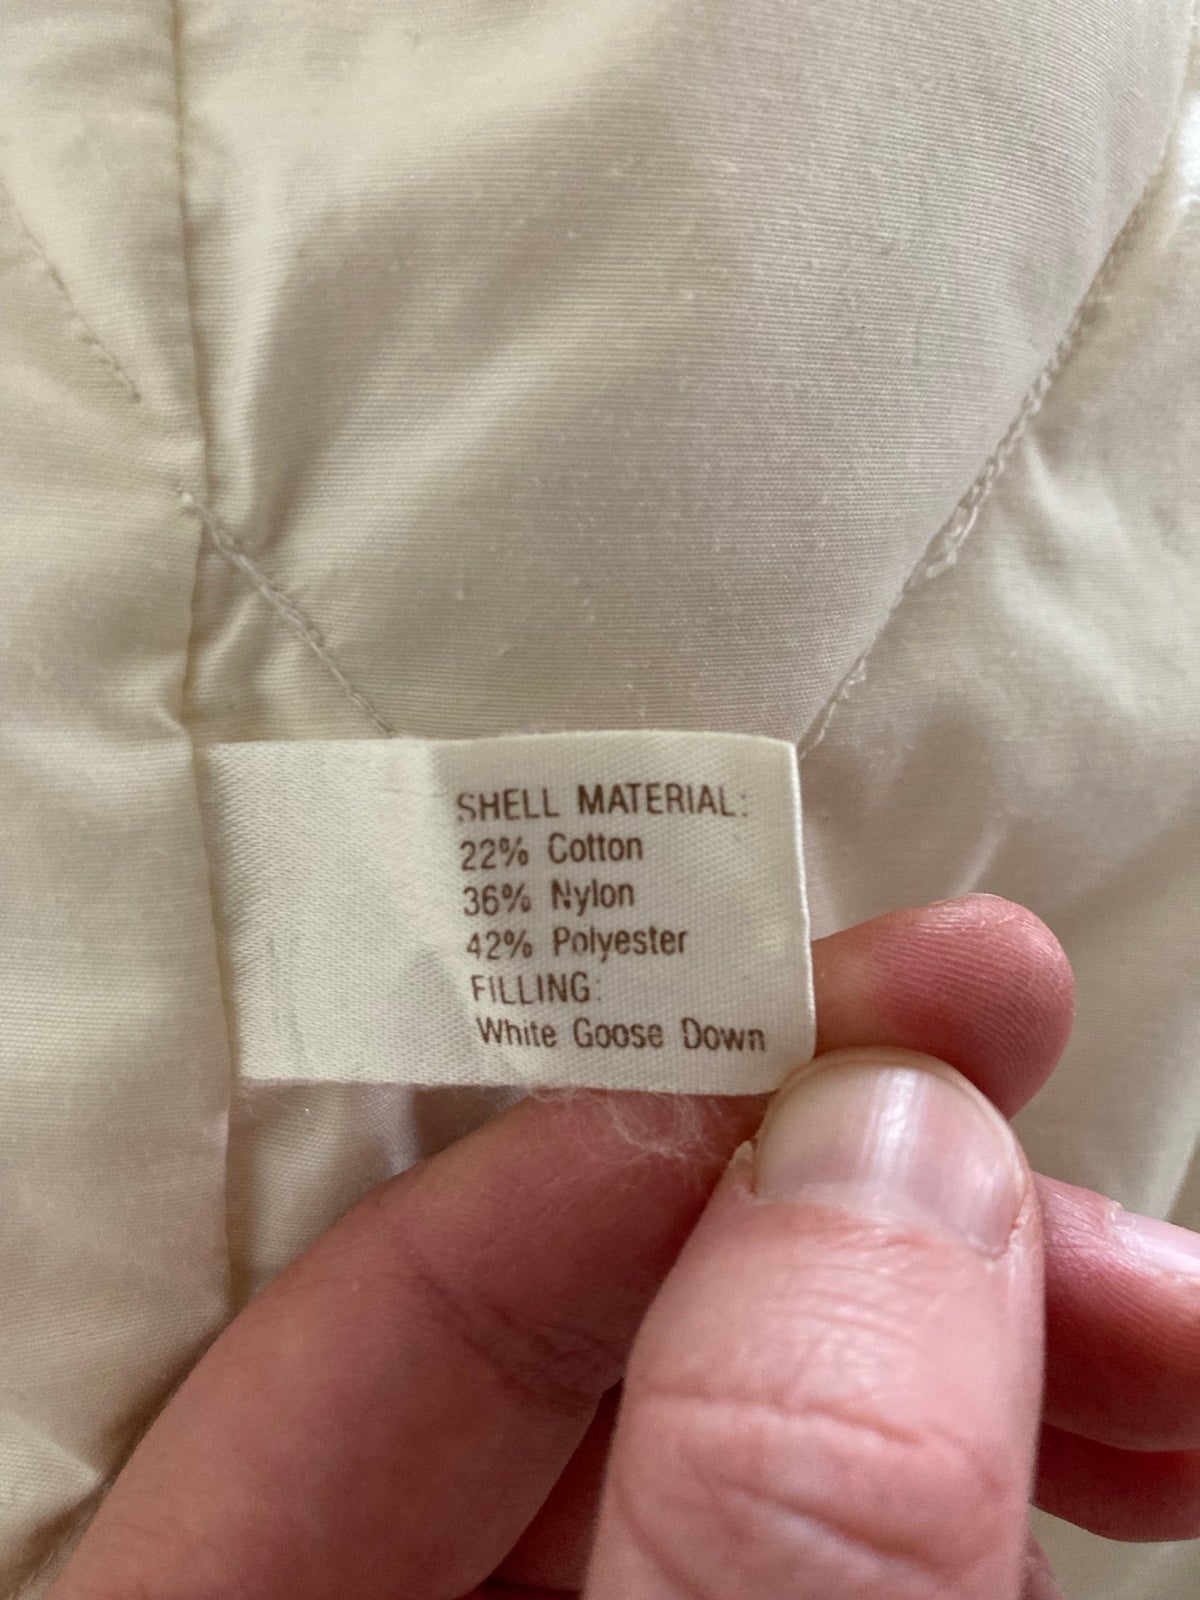 SHELL MATERIAL:
22% Cotton
36% Nylon
42% Polyester
FILLING:
White Goose Down